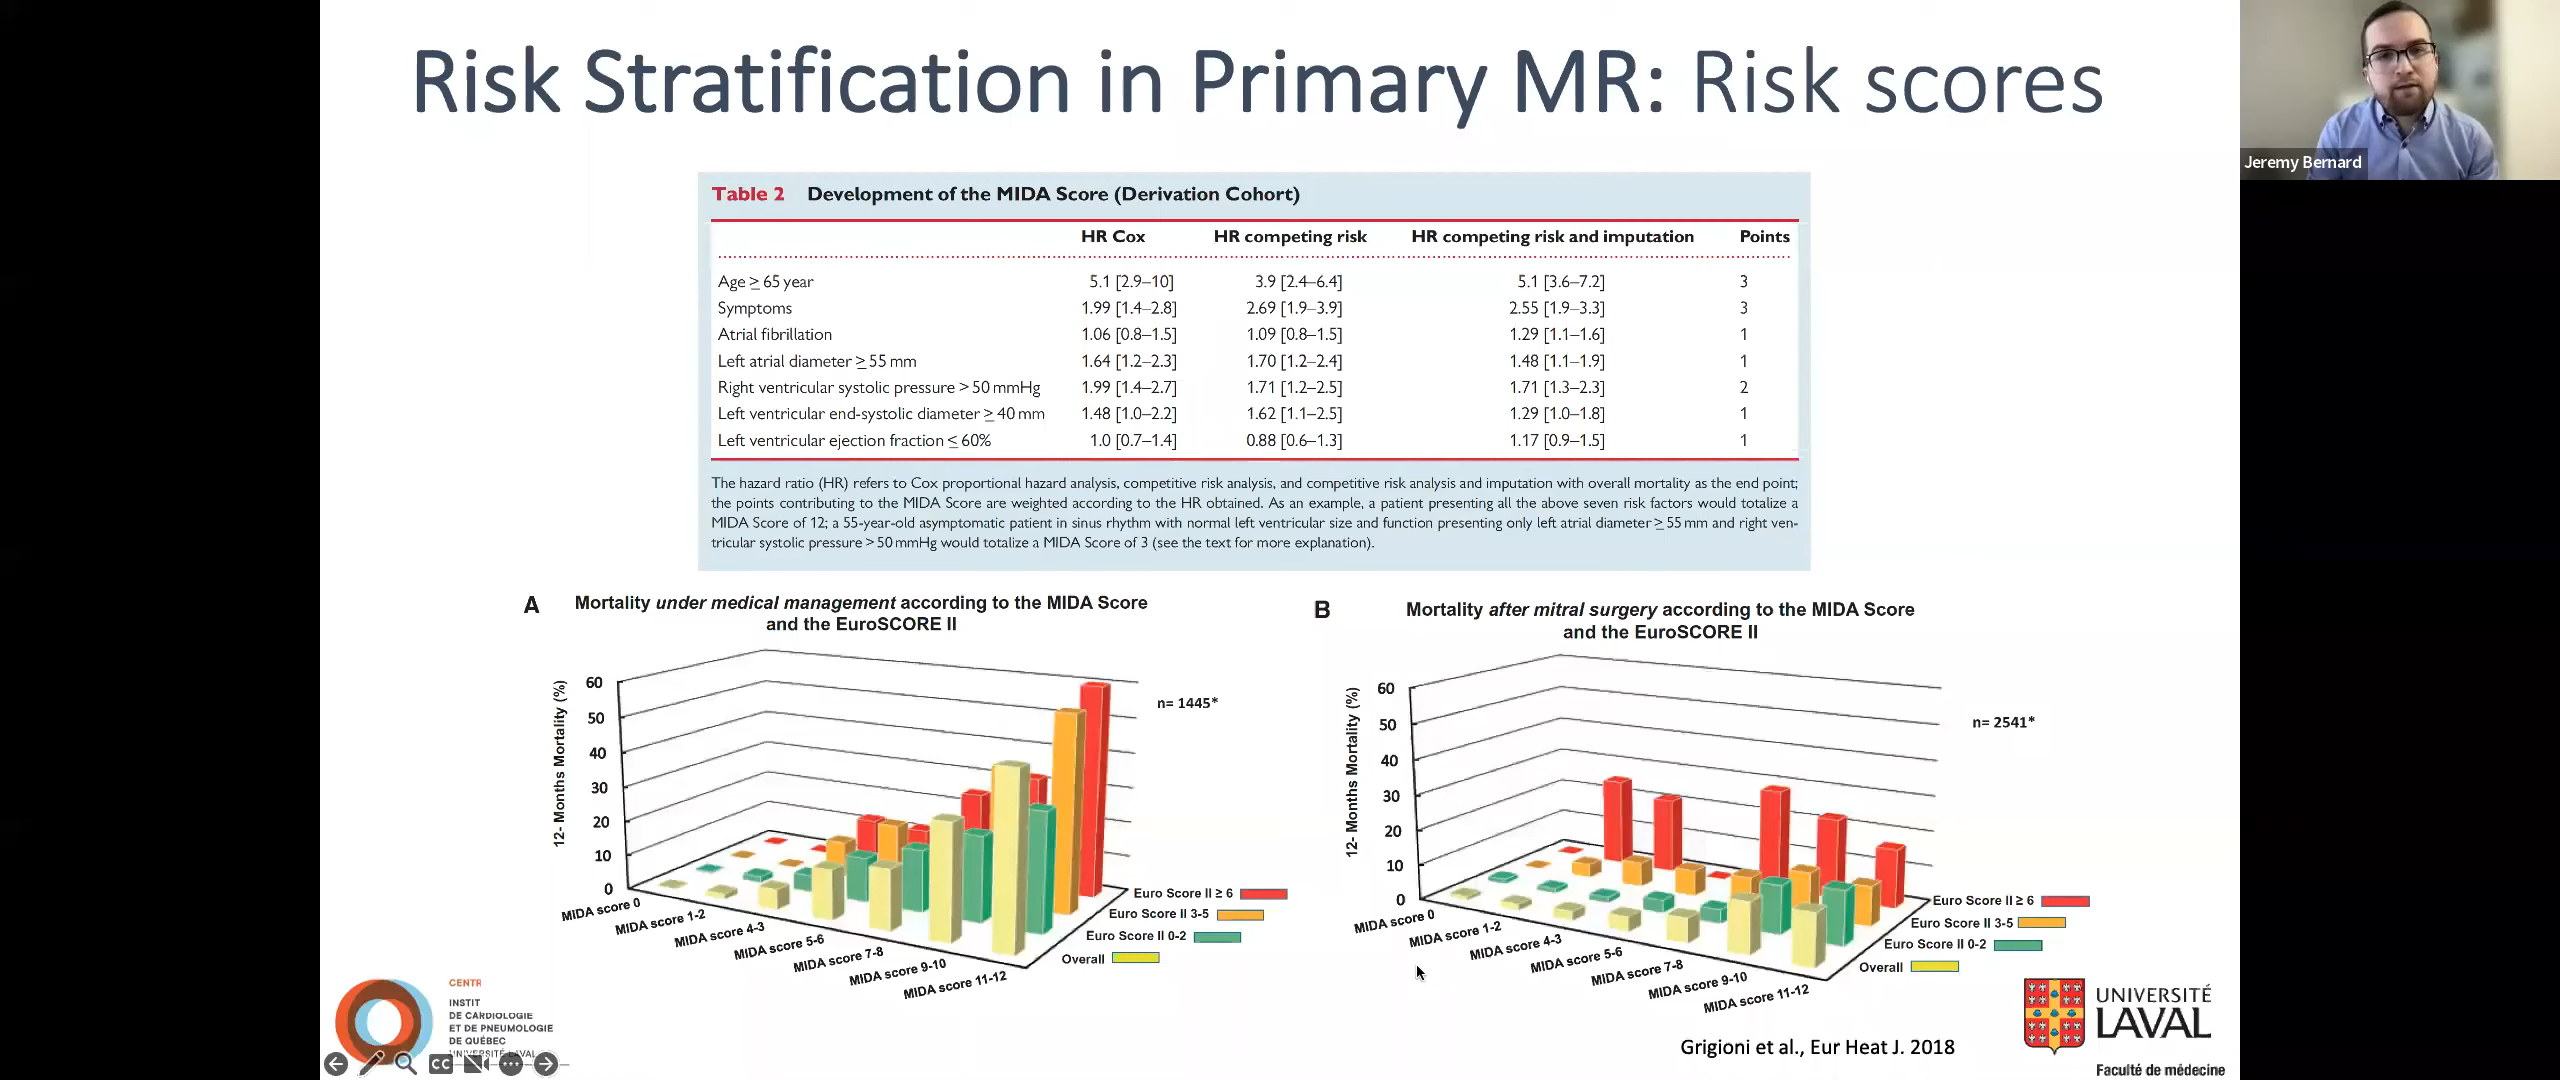 Risk Stratification in Primary MR: Risk scores
Jeremy Bernard
Table 2 Development of the MIDA Score (Derivation Cohort)
HR Cox HR competing risk HR competing risk and imputation Points
Age ≥ 65 year 5.1 [2.9–10] 3.9 [2.4–6.4] 5.1 [3.6–7.2] 3
Symptoms 1.99 [1.4–2.8] 2.69 [1.9–3.9] 2.55 [1.9–3.3] 3
Atrial fibrillation 1.06 [0.8–1.5] 1.09 [0.8–1.5] 1.29 [1.1–1.6] 1
Left atrial diameter ≥ 55 mm 1.64 [1.2–2.3] 1.70 [1.2–2.4] 1.48 [1.1–1.9] 1
Right ventricular systolic pressure > 50 mmHg 1.99 [1.4–2.7] 1.71 [1.2–2.5] 1.71 [1.3–2.3] 2
Left ventricular end-systolic diameter ≥ 40 mm 1.48 [1.0–2.2] 1.62 [1.1–2.5] 1.29 [1.0–1.8] 1
Left ventricular ejection fraction ≤ 60% 1.0 [0.7–1.4] 0.88 [0.6–1.3] 1.17 [0.9–1.5] 1
The hazard ratio (HR) refers to Cox proportional hazard analysis, competitive risk analysis, and competitive risk analysis and imputation with overall mortality as the end point;
the points contributing to the MIDA Score are weighted according to the HR obtained. As an example, a patient presenting all the above seven risk factors would totalize a
MIDA Score of 12; a 55-year-old asymptomatic patient in sinus rhythm with normal left ventricular size and function presenting only left atrial diameter ≥ 55 mm and right ven-
tricular systolic pressure > 50 mmHg would totalize a MIDA Score of 3 (see the text for more explanation).
A Mortality under medical management according to the MIDA Score
and the EuroSCORE II
12- Months Mortality (%)
60
50
40
30
20
10
0
n= 1445*
MIDA score 0
MIDA score 1-2
MIDA score 4-3
MIDA score 5-6
MIDA score 7-8
MIDA score 9-10
MIDA score 11-12
Euro Score II ≥ 6
Euro Score II 3-5
Euro Score II 0-2
Overall
B Mortality after mitral surgery according to the MIDA Score
and the EuroSCORE II
12- Months Mortality (%)
60
50
40
30
20
10
0
n= 2541*
MIDA score 0
MIDA score 1-2
MIDA score 4-3
MIDA score 5-6
MIDA score 7-8
MIDA score 9-10
MIDA score 11-12
Euro Score II ≥ 6
Euro Score II 3-5
Euro Score II 0-2
Overall
CENTR
INSTIT
DE CARDIOLOGIE
ET DE PNEUMOLOGIE
DE QUÉBEC
UNIVERSITÉ LAVAL
CC
Grigioni et al., Eur Heat J. 2018
UNIVERSITÉ
LAVAL
Faculté de médecine